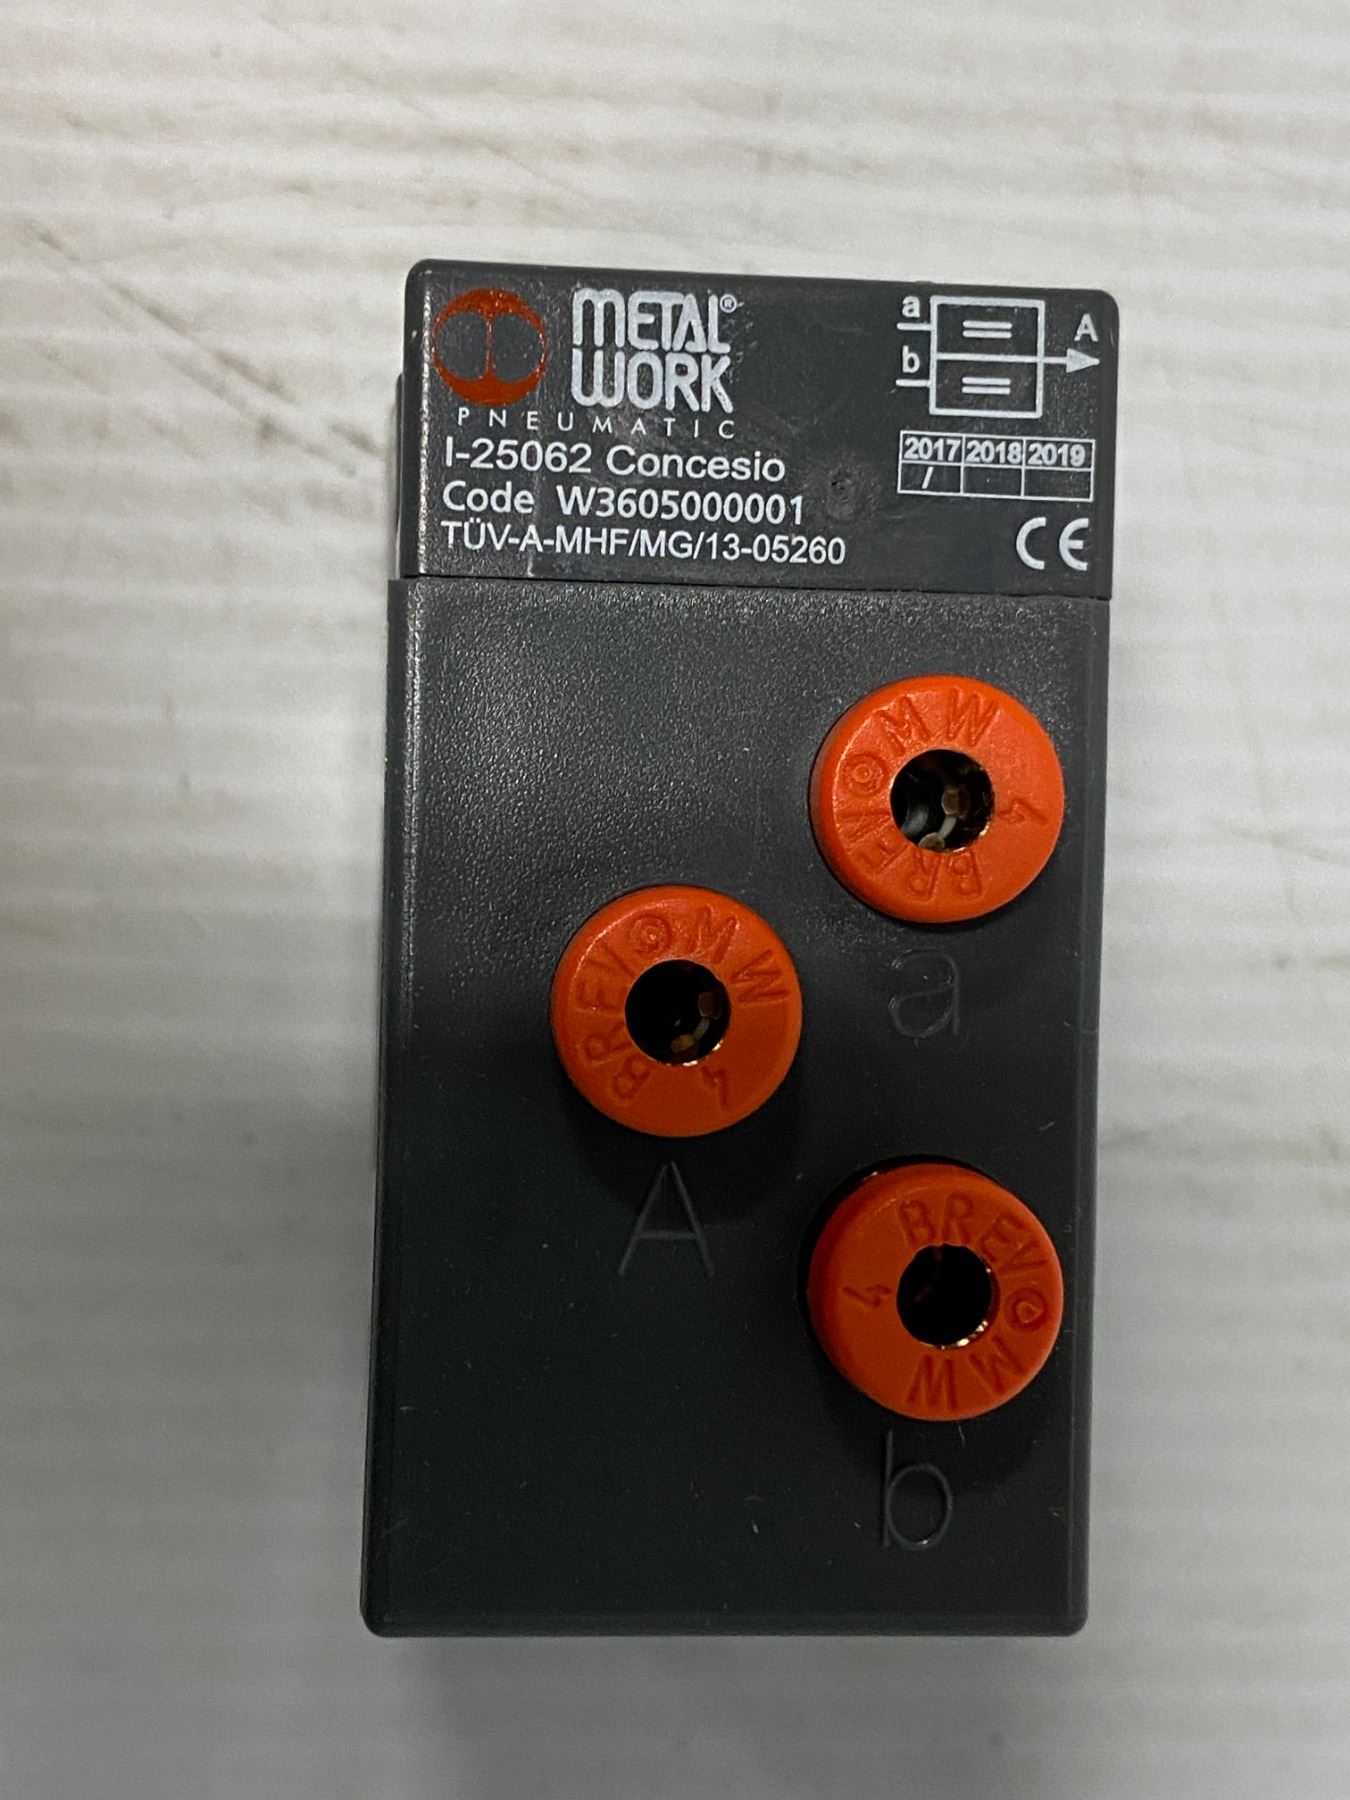 METAL®
WORK
PNEUMATIC
I-25062 Concesio
Code W3605000001
TÜV-A-MHF/MG/13-05260
a
b
A
2017 2018 2019
/
CE
MW 4 BREV
a
BREV MW 4
A
BREV MW 4
b